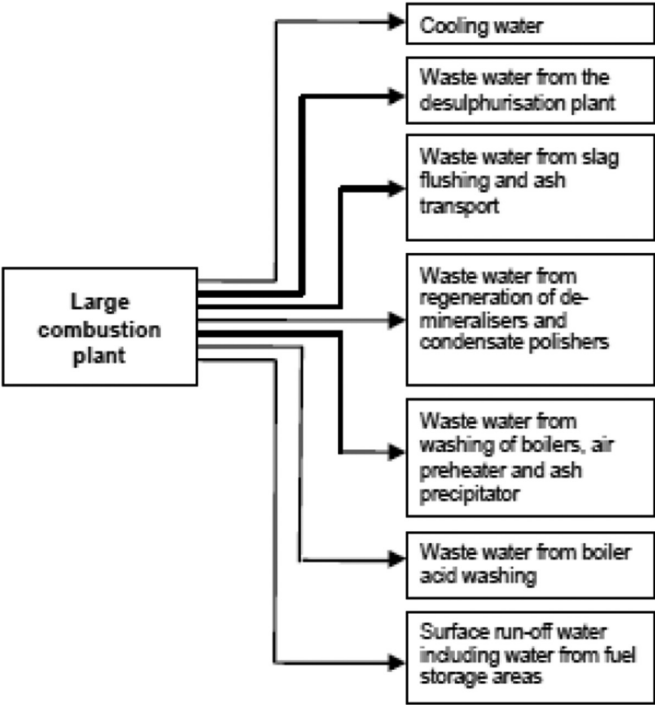 Cooling water
Waste water from the
desulphurisation plant
Waste water from slag
flushing and ash
transport
Large
combustion
plant
Waste water from
regeneration of de-
mineralisers and
condensate polishers
Waste water from
washing of boilers, air
preheater and ash
precipitator
Waste water from boiler
acid washing
Surface run-off water
including water from fuel
storage areas